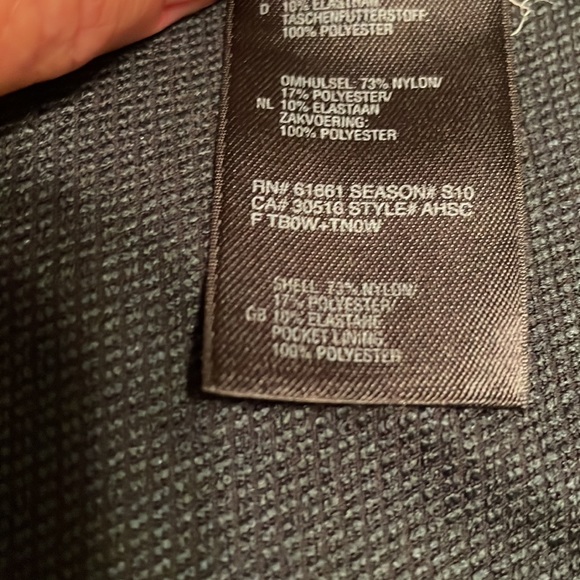 D 10% ELASTHAN
TASCHENFUTTERSTOFF:
100% POLYESTER
OMHULSEL: 73% NYLON/
17% POLYESTER/
NL 10% ELASTAAN
ZAKVOERING:
100% POLYESTER
RN# 61661 SEASON# S10
CA# 30516 STYLE# AHSC
F TB0W+TN0W
SHELL: 73% NYLON/
17% POLYESTER/
GB 10% ELASTANE
POCKET LINING:
100% POLYESTER